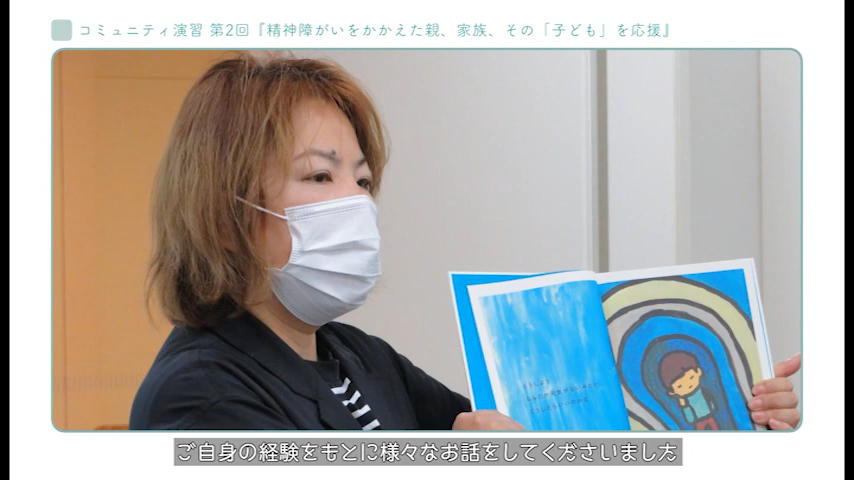 コミュニティ演習 第2回『精神障がいをかかえた親、家族、その「子ども」を応援』
ご自身の経験をもとに様々なお話をしてくださいました